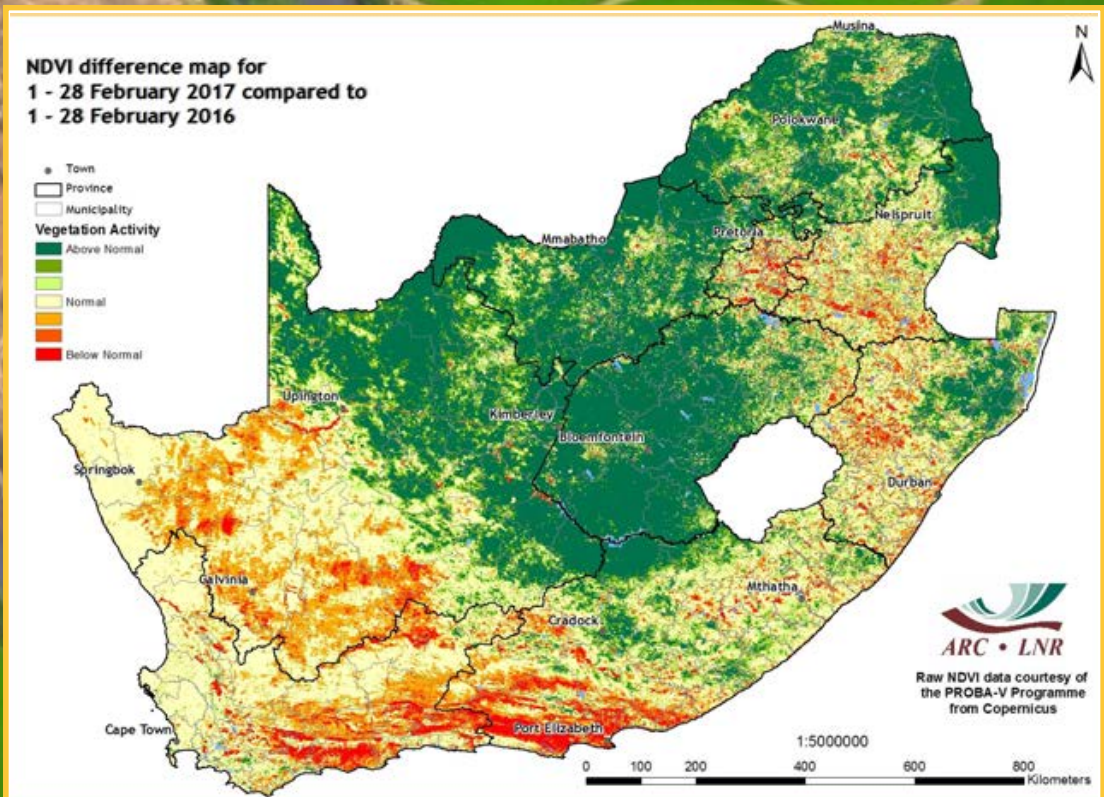 NDVI difference map for
1 - 28 February 2017 compared to
1 - 28 February 2016
Town
Province
Municipality
Vegetation Activity
Above Normal
Normal
Below Normal
N
Musina
Polokwane
Nelspruit
Pretoria
Mmabatho
Upington
Kimberley
Bloemfontein
Springbok
Durban
Calvinia
Mthatha
Cradock
Cape Town
Port Elizabeth
ARC • LNR
Raw NDVI data courtesy of
the PROBA-V Programme
from Copernicus
1:5000000
0 100 200 400 600 800
Kilometers